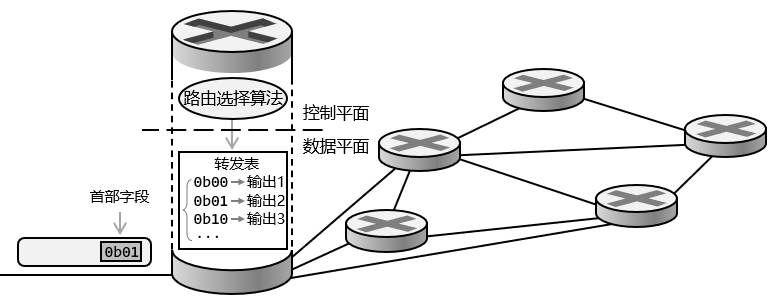 路由选择算法
控制平面
数据平面
转发表
0b00 → 输出1
0b01 → 输出2
0b10 → 输出3
...
首部字段
0b01